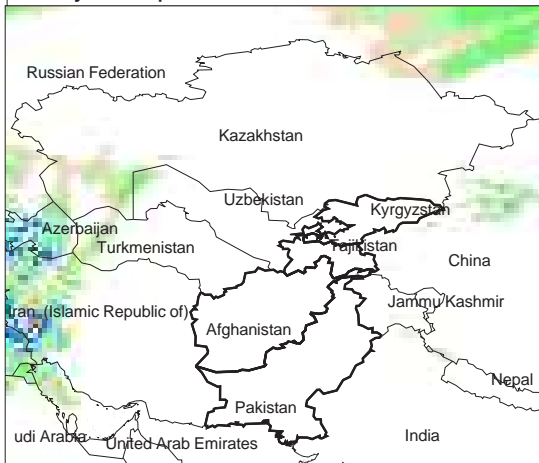 Russian Federation
Kazakhstan
Uzbekistan
Kyrgyzstan
Azerbaijan
Turkmenistan
Tajikistan
China
Iran (Islamic Republic of)
Jammu Kashmir
Afghanistan
Nepal
Pakistan
udi Arabia
United Arab Emirates
India